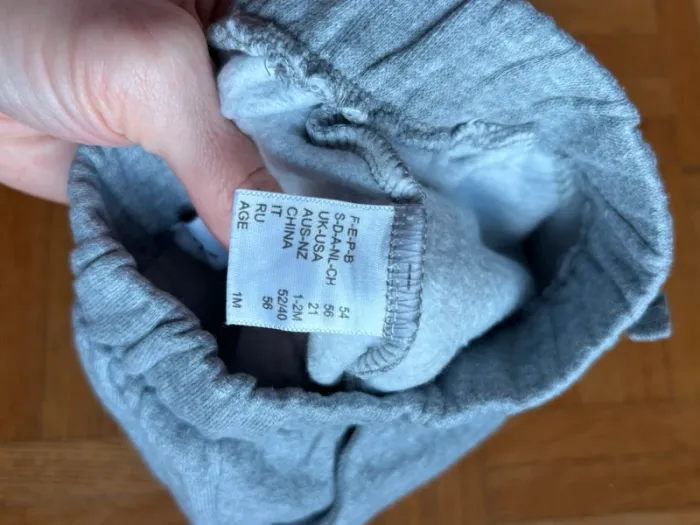 F-E-P-B 54
S-D-A-NL-CH 56
UK-USA 21
AUS-NZ 1-2M
CHINA 52/40
IT 56
RU
AGE 1M